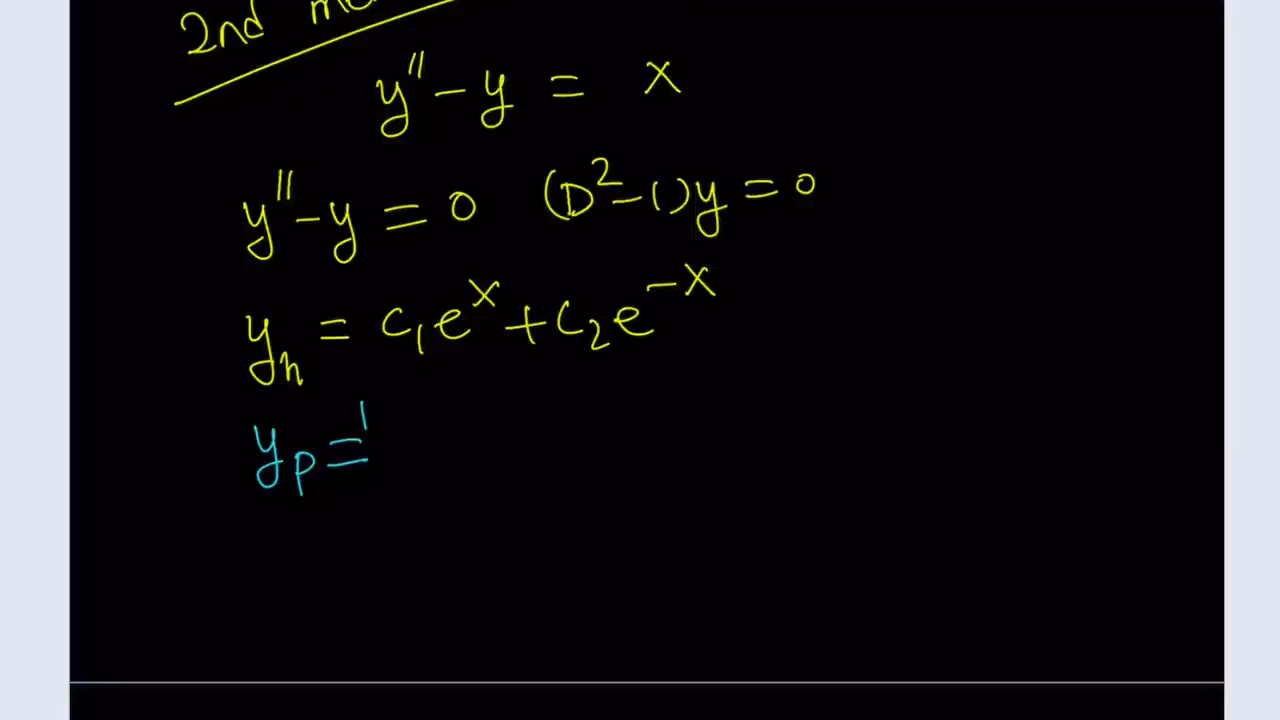 2nd
y'' - y = x
y'' - y = 0 (D² - 1)y = 0
yₕ = c₁eˣ + c₂e⁻ˣ
yₚ =